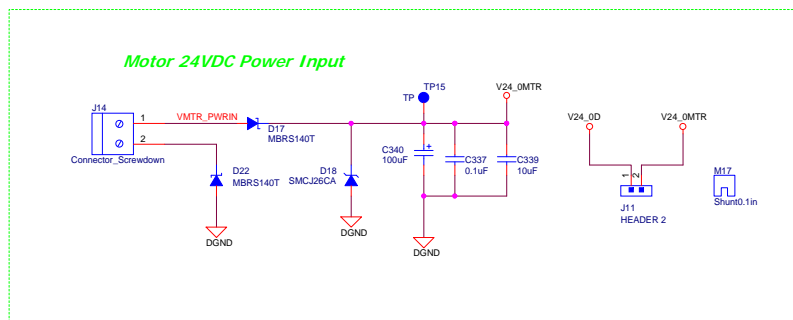 Motor 24VDC Power Input
J14
1
2
Connector_Screwdown
VMTR_PWRIN
D17
MBRS140T
D22
MBRS140T
DGND
D18
SMCJ26CA
DGND
TP15
TP
V24_0MTR
C340
100uF
+
C337
0.1uF
C339
10uF
DGND
V24_0D
V24_0MTR
1
2
J11
HEADER 2
M17
Shunt0.1in